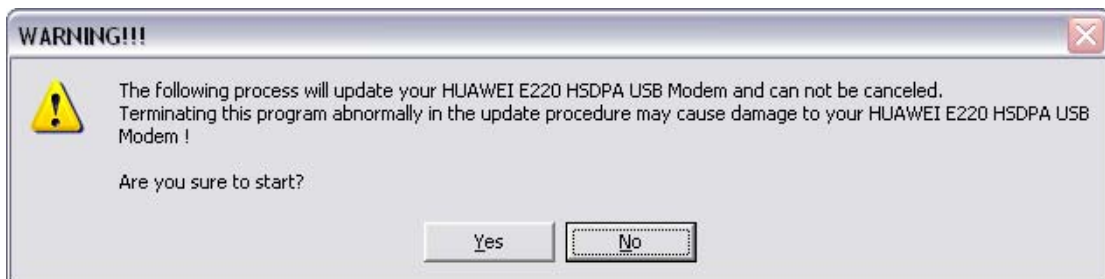 WARNING!!!
The following process will update your HUAWEI E220 HSDPA USB Modem and can not be canceled.
Terminating this program abnormally in the update procedure may cause damage to your HUAWEI E220 HSDPA USB
Modem !
Are you sure to start?
Yes
No